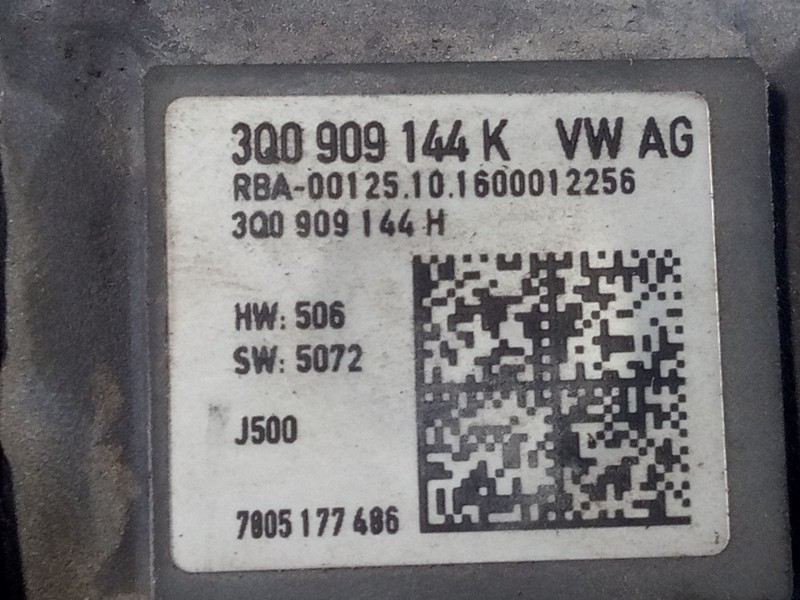 3Q0 909 144 K VW AG
RBA-00125.10.1600012256
3Q0 909 144 H
HW: 506
SW: 5072
J500
7805 177 486